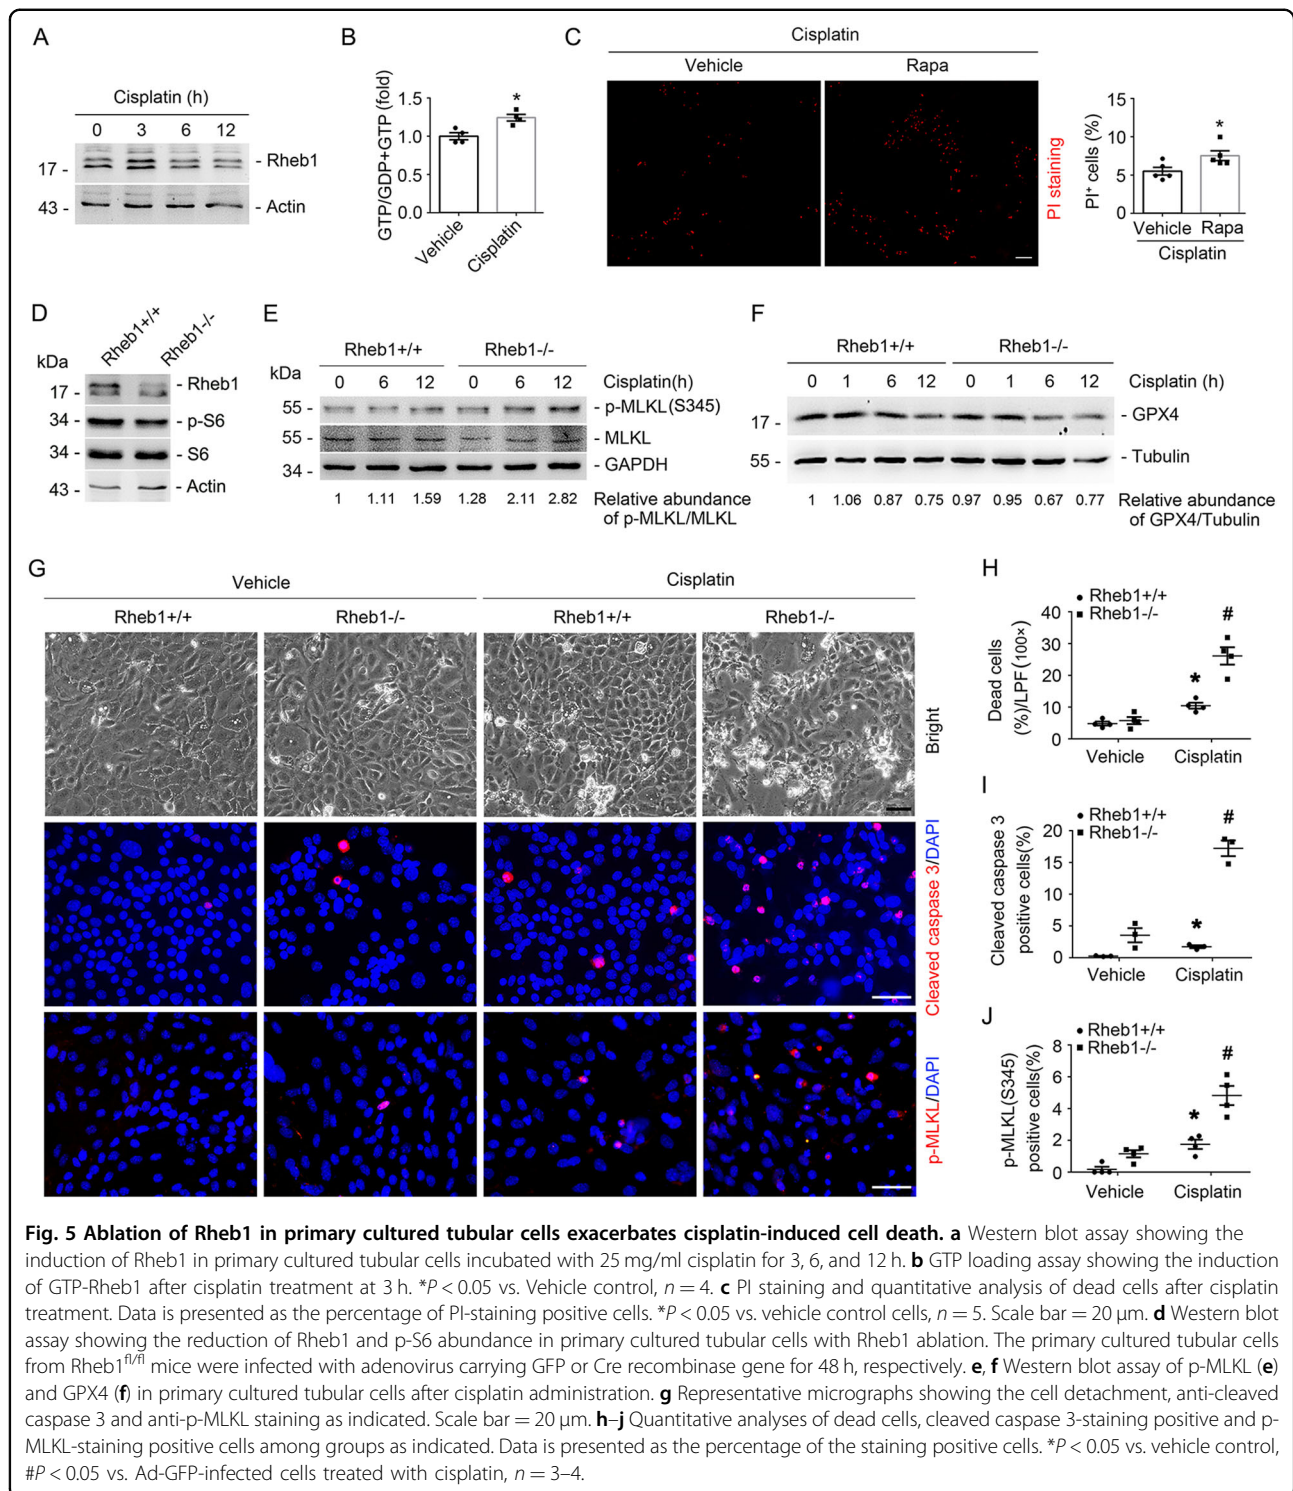 A
Cisplatin (h)
0 3 6 12
17 -
- Rheb1
43 -
- Actin
B
GTP/GDP+GTP (fold)
1.5
1.0
0.5
0.0
*
Vehicle
Cisplatin
C
Cisplatin
Vehicle Rapa
PI staining
PI+ cells (%)
15
10
5
0
*
Vehicle Rapa
Cisplatin
D
Rheb1+/+
Rheb1-/-
kDa
17 - - Rheb1
34 - - p-S6
34 - - S6
43 - - Actin
E
Rheb1+/+ Rheb1-/-
kDa
0 6 12 0 6 12 Cisplatin(h)
55 - - p-MLKL(S345)
55 - - MLKL
34 - - GAPDH
1 1.11 1.59 1.28 2.11 2.82 Relative abundance
of p-MLKL/MLKL
F
Rheb1+/+ Rheb1-/-
0 1 6 12 0 1 6 12 Cisplatin (h)
17 - - GPX4
55 - - Tubulin
1 1.06 0.87 0.75 0.97 0.95 0.67 0.77 Relative abundance
of GPX4/Tubulin
G
Vehicle Cisplatin
Rheb1+/+ Rheb1-/- Rheb1+/+ Rheb1-/-
Bright
Cleaved caspase 3/DAPI
p-MLKL/DAPI
H
Rheb1+/+
Rheb1-/-
Dead cells
(%)/LPF (100×)
40
30
20
10
0
*
#
Vehicle Cisplatin
I
Rheb1+/+
Rheb1-/-
Cleaved caspase 3
positive cells(%)
20
15
10
5
0
*
#
Vehicle Cisplatin
J
Rheb1+/+
Rheb1-/-
p-MLKL(S345)
positive cells(%)
8
6
4
2
0
*
#
Vehicle Cisplatin
Fig. 5 Ablation of Rheb1 in primary cultured tubular cells exacerbates cisplatin-induced cell death. a Western blot assay showing the
induction of Rheb1 in primary cultured tubular cells incubated with 25 mg/ml cisplatin for 3, 6, and 12 h. b GTP loading assay showing the induction
of GTP-Rheb1 after cisplatin treatment at 3 h. *P < 0.05 vs. Vehicle control, n = 4. c PI staining and quantitative analysis of dead cells after cisplatin
treatment. Data is presented as the percentage of PI-staining positive cells. *P < 0.05 vs. vehicle control cells, n = 5. Scale bar = 20 μm. d Western blot
assay showing the reduction of Rheb1 and p-S6 abundance in primary cultured tubular cells with Rheb1 ablation. The primary cultured tubular cells
from Rheb1fl/fl mice were infected with adenovirus carrying GFP or Cre recombinase gene for 48 h, respectively. e, f Western blot assay of p-MLKL (e)
and GPX4 (f) in primary cultured tubular cells after cisplatin administration. g Representative micrographs showing the cell detachment, anti-cleaved
caspase 3 and anti-p-MLKL staining as indicated. Scale bar = 20 μm. h–j Quantitative analyses of dead cells, cleaved caspase 3-staining positive and p-
MLKL-staining positive cells among groups as indicated. Data is presented as the percentage of the staining positive cells. *P < 0.05 vs. vehicle control,
#P < 0.05 vs. Ad-GFP-infected cells treated with cisplatin, n = 3–4.